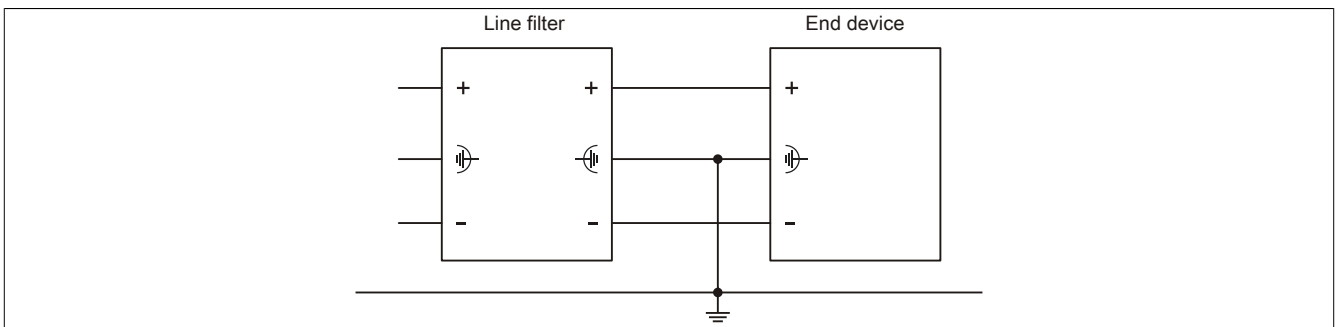 Line filter
End device
+ + +
- - -